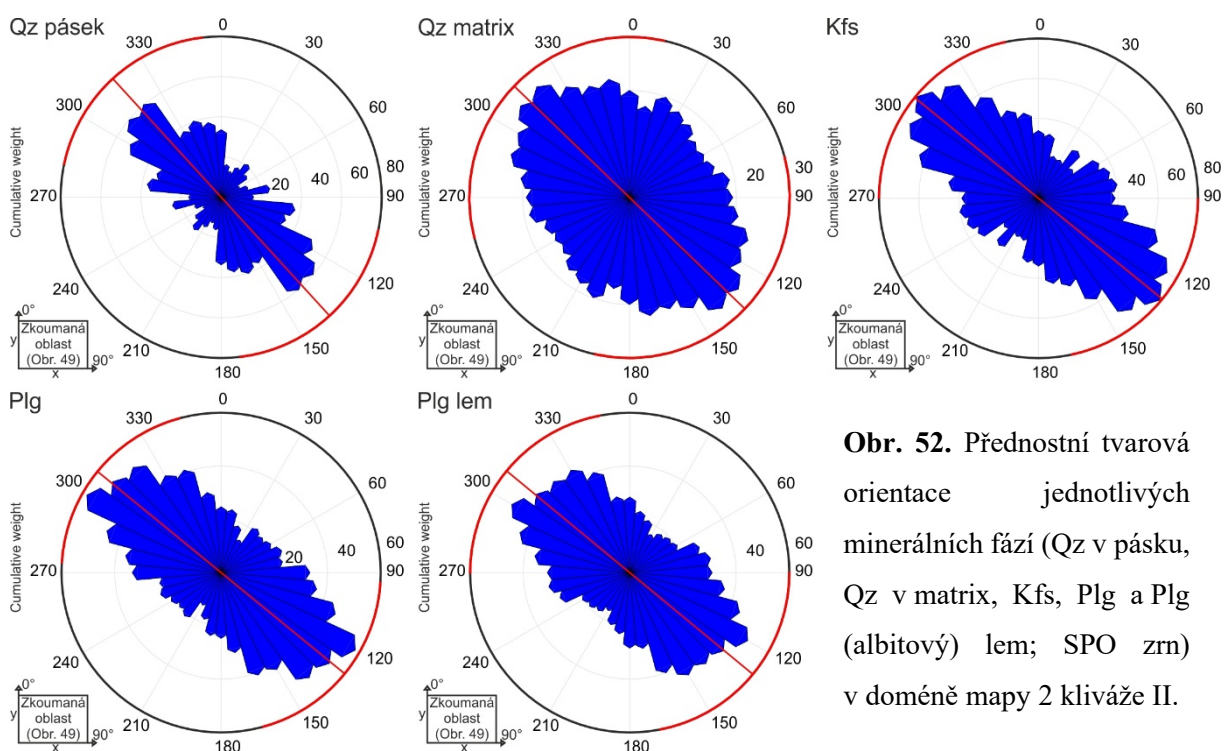 Qz pásek
0
30
60
80
90
120
150
180
210
240
270
300
330
20
40
60
Cumulative weight
0°
y
Zkoumaná
oblast
(Obr. 49)
90°
x
Qz matrix
0
30
60
30
90
120
150
180
210
240
270
300
330
20
Cumulative weight
0°
y
Zkoumaná
oblast
(Obr. 49)
90°
x
Kfs
0
30
60
80
90
120
150
180
210
240
270
300
330
40
60
Cumulative weight
0°
y
Zkoumaná
oblast
(Obr. 49)
90°
x
Plg
0
30
60
60
90
120
150
180
210
240
270
300
330
20
40
Cumulative weight
0°
y
Zkoumaná
oblast
(Obr. 49)
90°
x
Plg lem
0
30
60
60
90
120
150
180
210
240
270
300
330
20
40
Cumulative weight
0°
y
Zkoumaná
oblast
(Obr. 49)
90°
x
Obr. 52. Přednostní tvarová
orientace jednotlivých
minerálních fází (Qz v pásku,
Qz v matrix, Kfs, Plg a Plg
(albitový) lem; SPO zrn)
v doméně mapy 2 kliváže II.